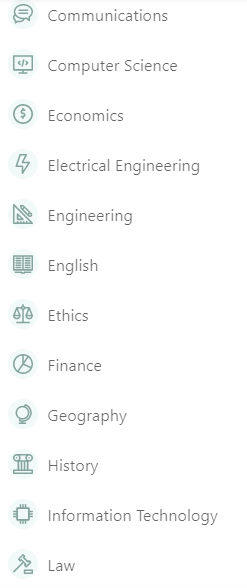 Communications
Computer Science
Economics
Electrical Engineering
Engineering
English
Ethics
Finance
Geography
History
Information Technology
Law